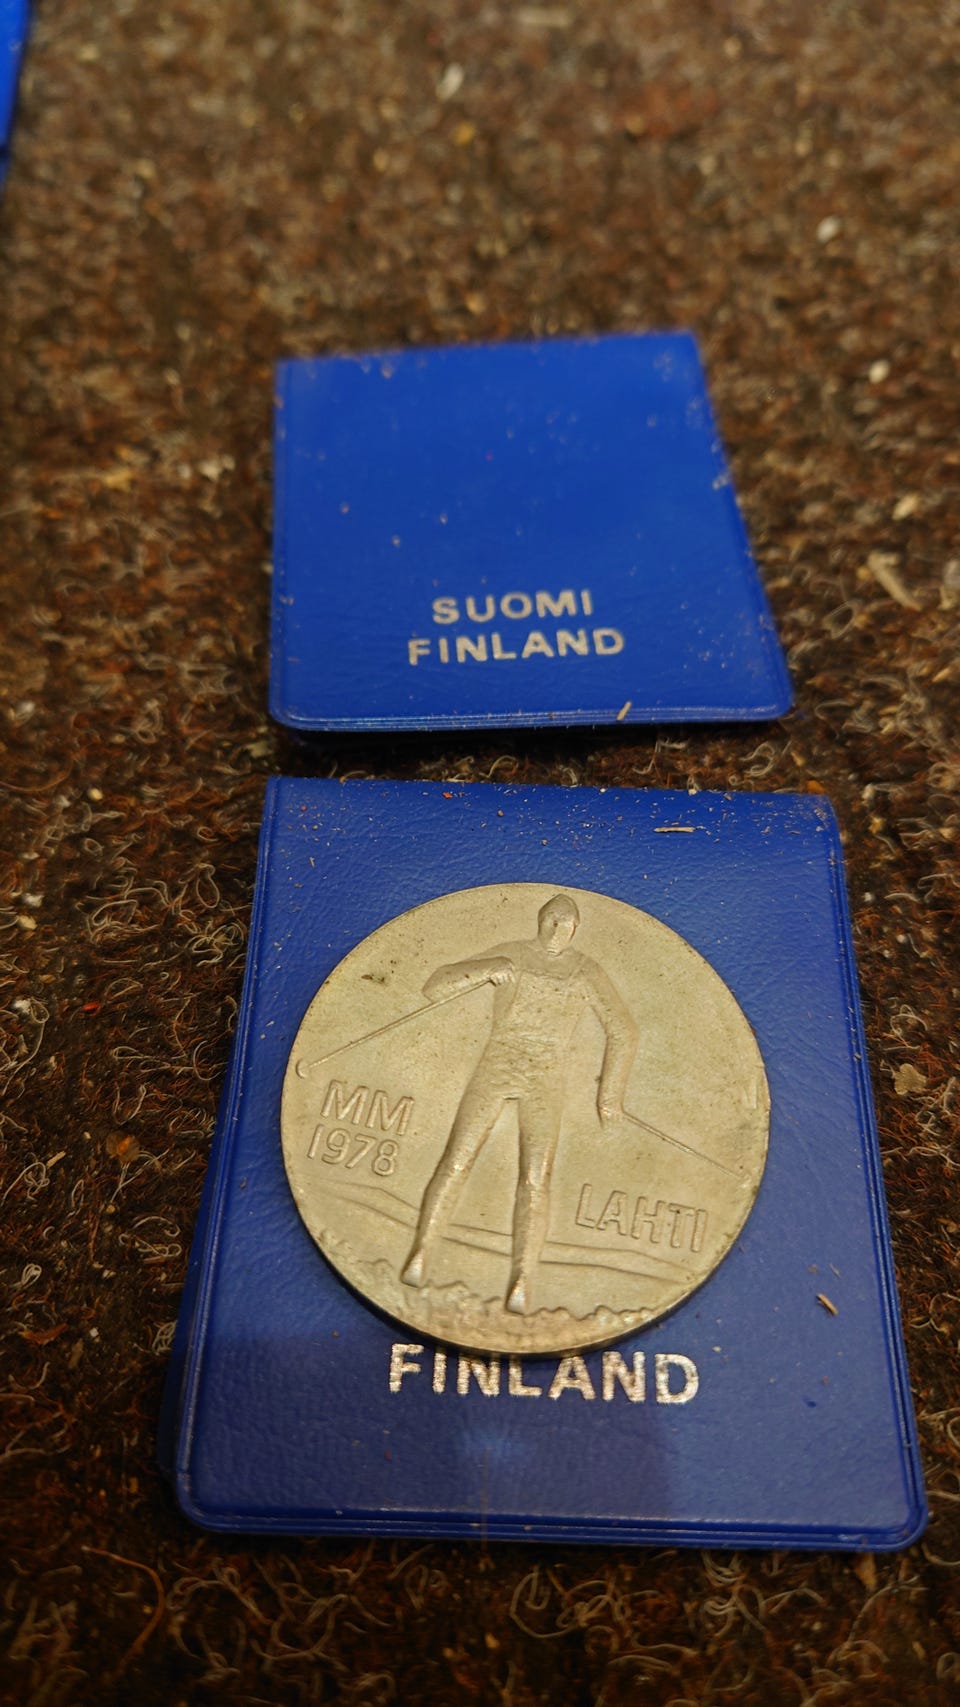 SUOMI
FINLAND
MM
1978
LAHTI
FINLAND